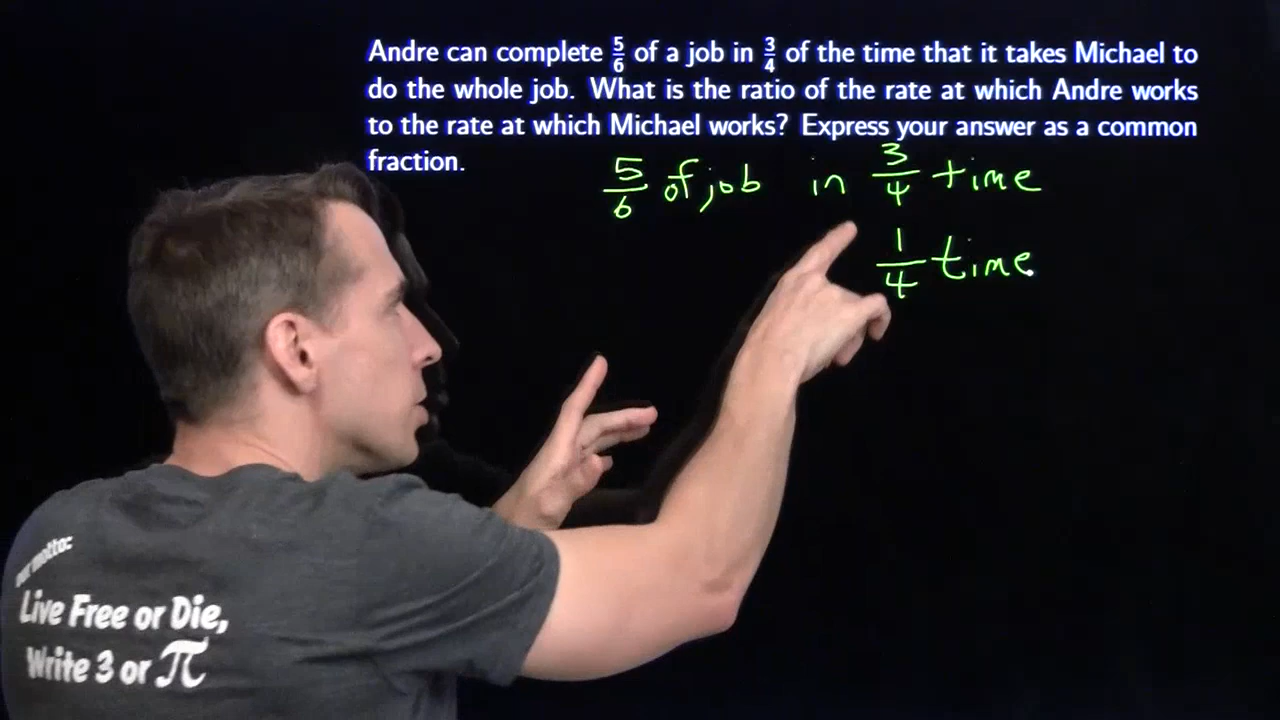 Andre can complete 5/6 of a job in 3/4 of the time that it takes Michael to
do the whole job. What is the ratio of the rate at which Andre works
to the rate at which Michael works? Express your answer as a common
fraction.
5/6 of job in 3/4 time
1/4 time
our motto:
Live Free or Die,
Write 3 or π